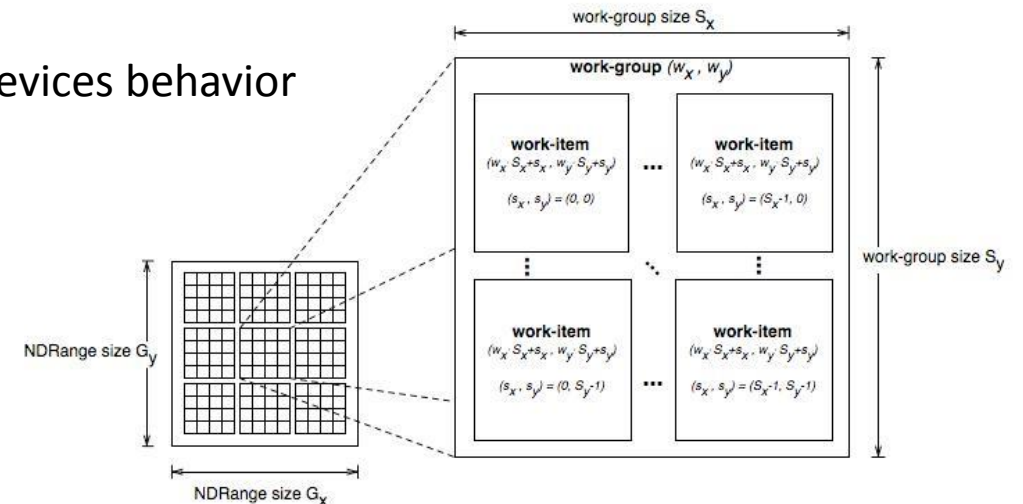 work-group size Sx
evices behavior
work-group (wx , wy)
work-item
(wx·Sx+sx , wy·Sy+sy)
(sx , sy) = (0, 0)
...
work-item
(wx·Sx+sx , wy·Sy+sy)
(sx , sy) = (Sx-1, 0)
work-group size Sy
work-item
(wx·Sx+sx , wy·Sy+sy)
(sx , sy) = (0, Sy-1)
...
work-item
(wx·Sx+sx , wy·Sy+sy)
(sx , sy) = (Sx-1, Sy-1)
NDRange size Gy
NDRange size Gx